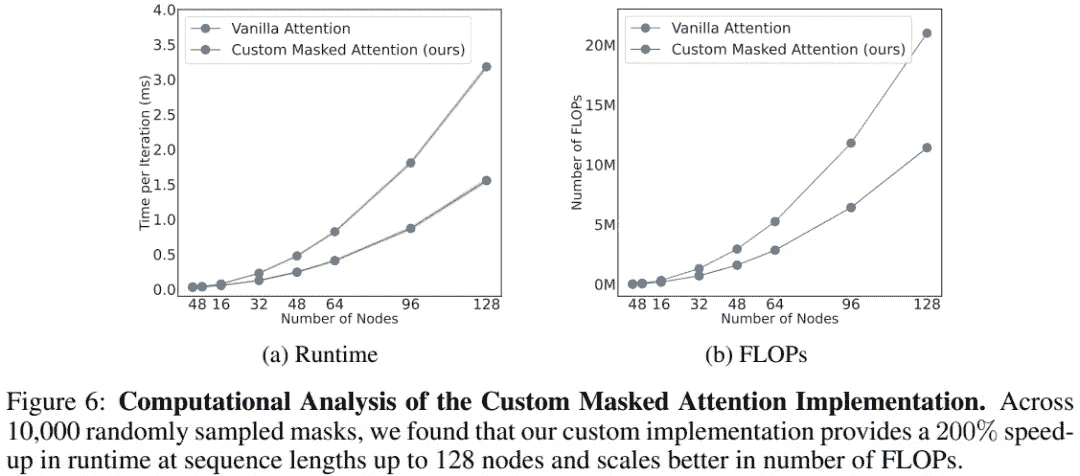 4.0
3.5
3.0
2.5
2.0
1.5
1.0
0.5
0.0
Time per Iteration (ms)
Vanilla Attention
Custom Masked Attention (ours)
4 8 16 32 48 64 96 128
Number of Nodes
(a) Runtime
20M
15M
10M
5M
0M
Number of FLOPs
Vanilla Attention
Custom Masked Attention (ours)
4 8 16 32 48 64 96 128
Number of Nodes
(b) FLOPs
Figure 6: Computational Analysis of the Custom Masked Attention Implementation. Across
10,000 randomly sampled masks, we found that our custom implementation provides a 200% speed-
up in runtime at sequence lengths up to 128 nodes and scales better in number of FLOPs.